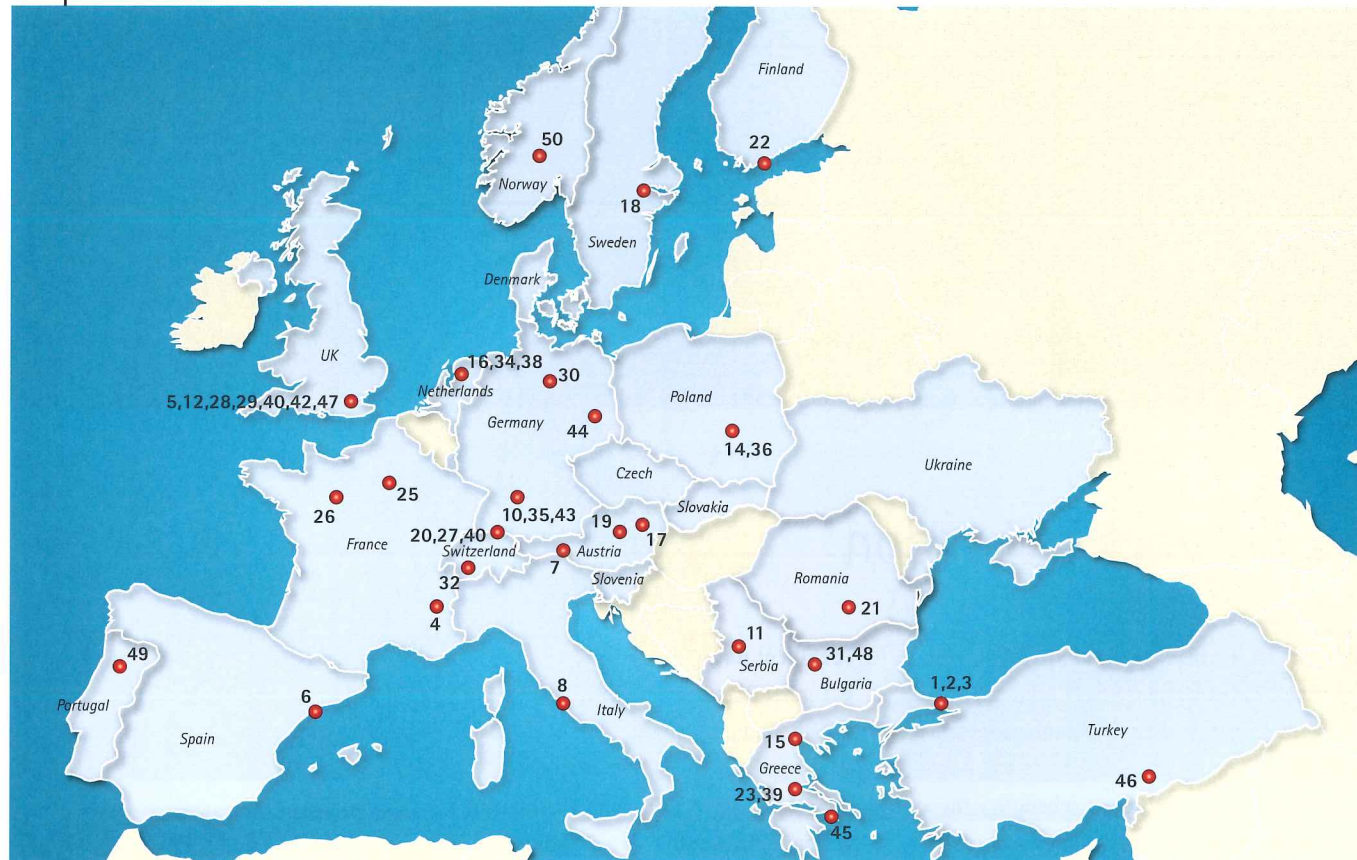 Finland
50
22
Norway
18
Sweden
Denmark
UK
16,34,38
30
Netherlands
5,12,28,29,40,42,47
Poland
Germany
44
14,36
Ukraine
Czech
25
Slovakia
26
10,35,43
19
20,27,40
17
France
Switzerland
7
Austria
32
Slovenia
Romania
4
21
11
49
31,48
Serbia
Bulgaria
1,2,3
8
6
Portugal
Italy
Spain
15
Turkey
Greece
46
23,39
45